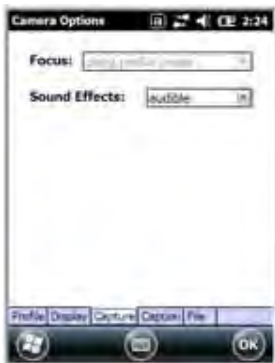 Camera Options 2:24
Focus:
Sound Effects: audible
Profile Display Capture Caption File
OK